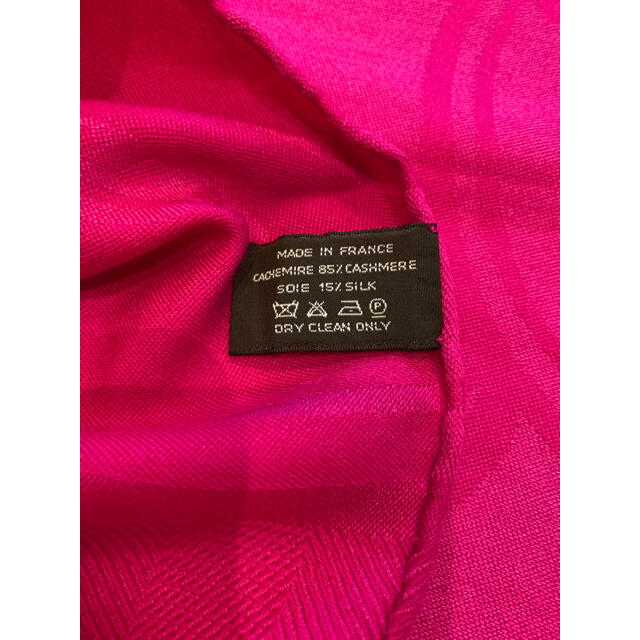 MADE IN FRANCE
CACHEMIRE 85% CASHMERE
SOIE 15% SILK
P
DRY CLEAN ONLY